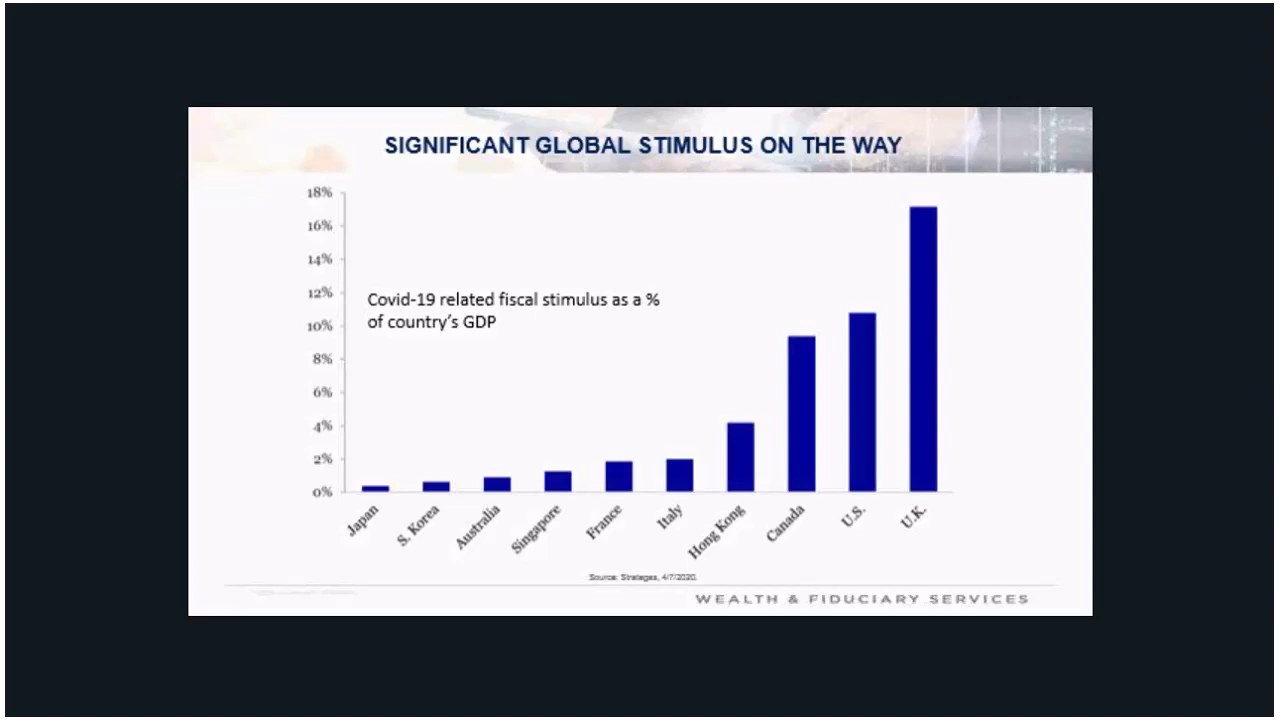 SIGNIFICANT GLOBAL STIMULUS ON THE WAY
18%
16%
14%
12%
10%
8%
6%
4%
2%
0%
Covid-19 related fiscal stimulus as a %
of country's GDP
Japan
S. Korea
Australia
Singapore
France
Italy
Hong Kong
Canada
U.S.
U.K.
Source: Strategas, 4/7/2020.
WEALTH & FIDUCIARY SERVICES